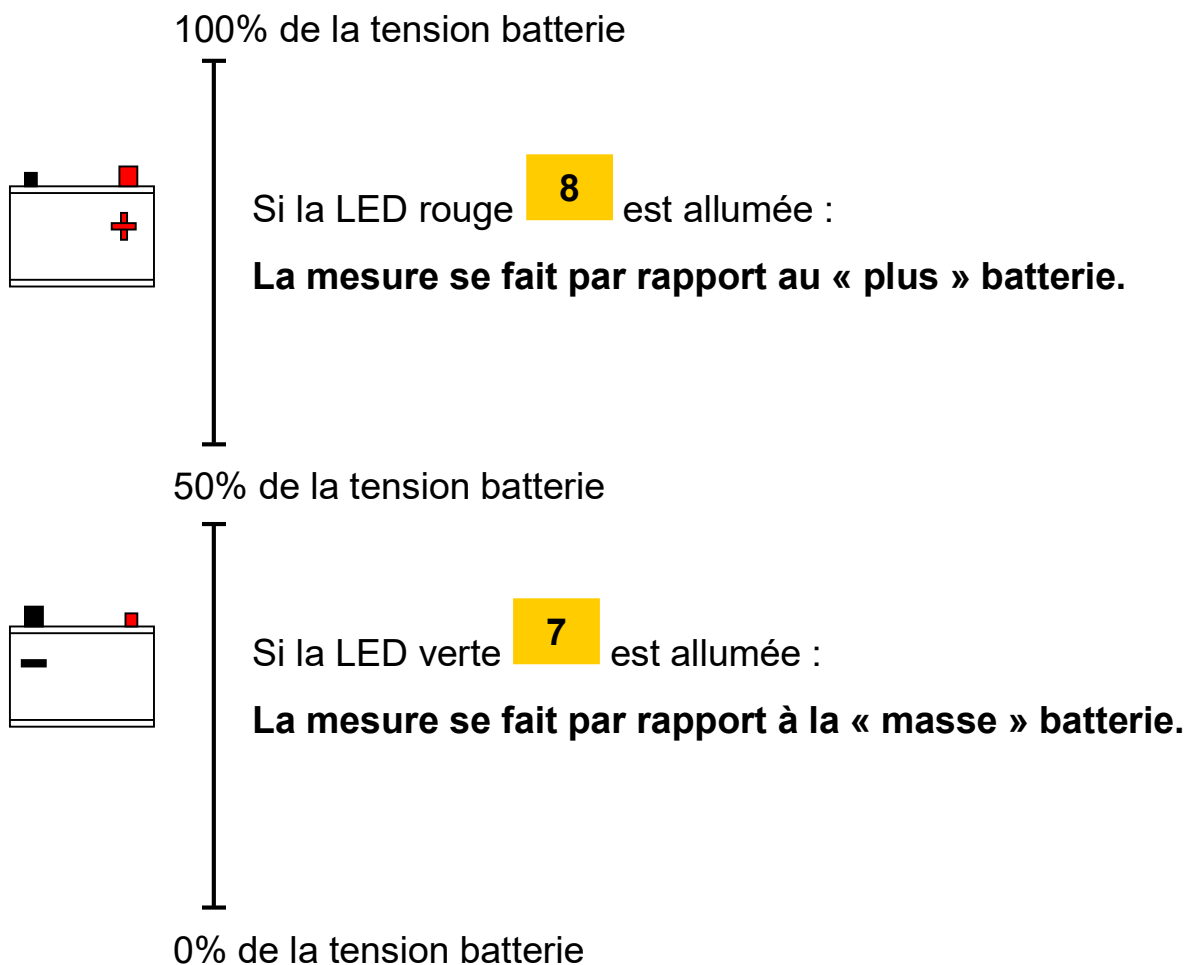 100% de la tension batterie
Si la LED rouge 8 est allumée :
La mesure se fait par rapport au « plus » batterie.
50% de la tension batterie
Si la LED verte 7 est allumée :
La mesure se fait par rapport à la « masse » batterie.
0% de la tension batterie